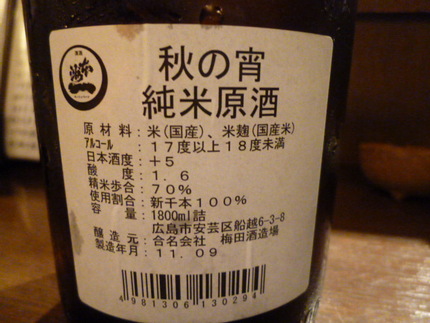 秋の宵
純米原酒
原材料：米(国産)、米麹(国産米)
アルコール：17度以上18度未満
日本酒度：+5
酸度：1.6
精米歩合：70%
使用割合：新千本100%
容量：1800ml詰
広島市安芸区船越6-3-8
醸造元：合名会社 梅田酒造場
製造年月：11.09
4981306130294